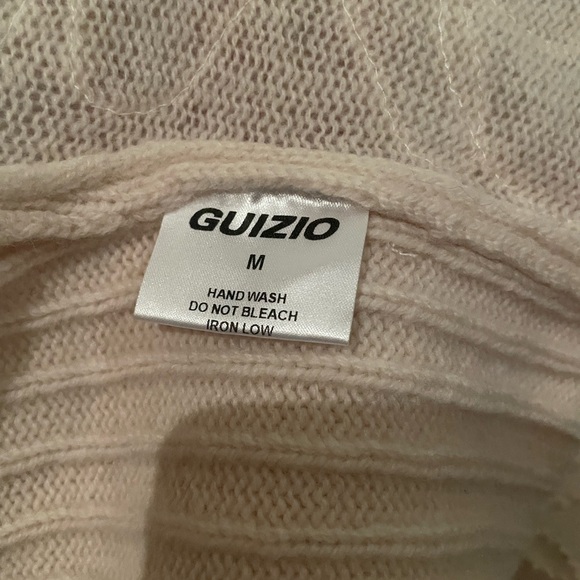 GUIZIO
M
HAND WASH
DO NOT BLEACH
IRON LOW